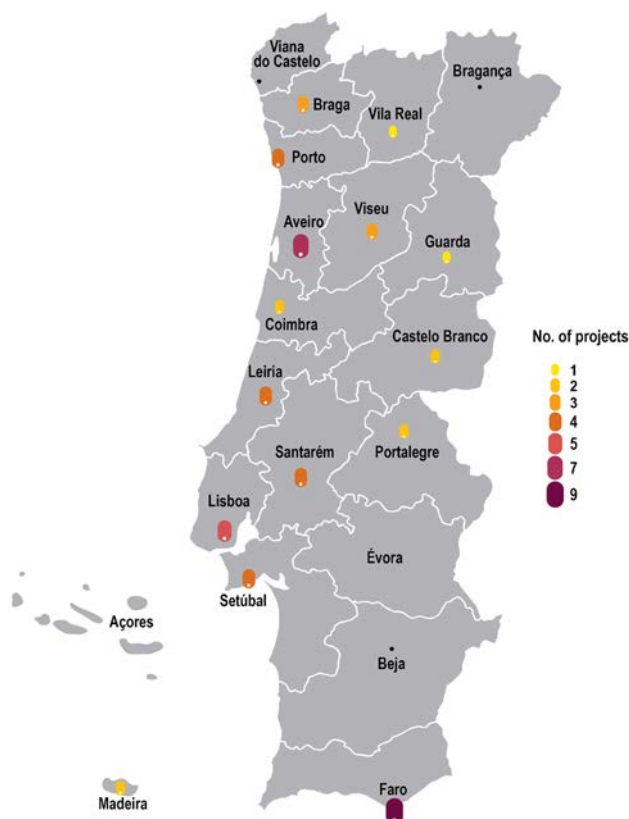 Viana
do Castelo
Bragança
Braga
Vila Real
Porto
Viseu
Aveiro
Guarda
Coimbra
Castelo Branco
No. of projects
1
2
3
4
5
7
9
Leiria
Santarém
Portalegre
Lisboa
Évora
Setúbal
Açores
Beja
Faro
Madeira